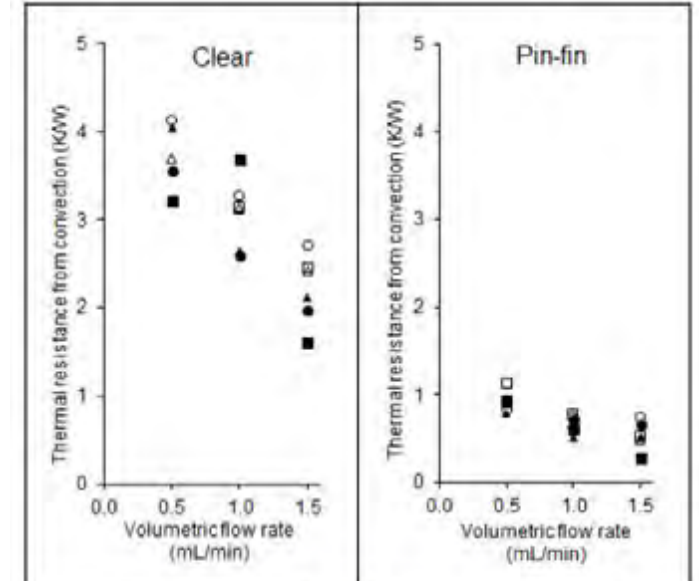 Clear
Thermal resistance from convection (K/W)
5
4
3
2
1
0
0.0 0.5 1.0 1.5
Volumetric flow rate
(mL/min)
Pin-fin
Thermal resistance from convection (K/W)
5
4
3
2
1
0
0.0 0.5 1.0 1.5
Volumetric flow rate
(mL/min)